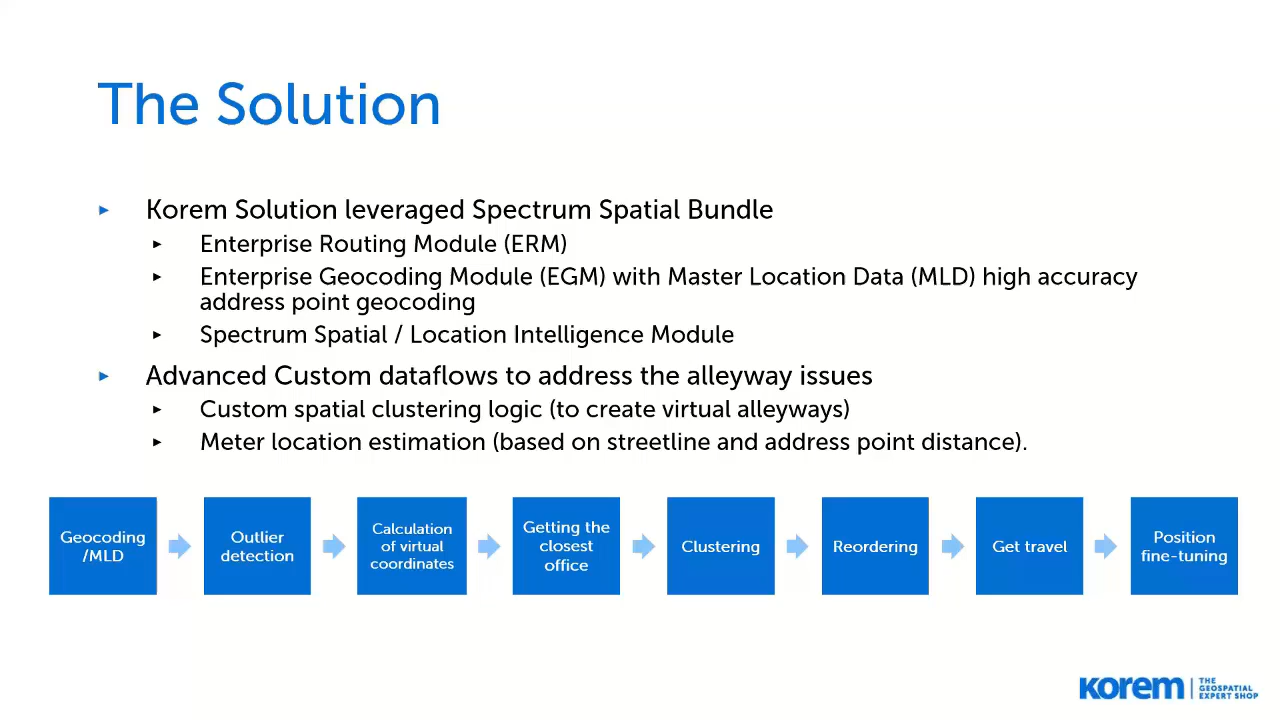 The Solution
Korem Solution leveraged Spectrum Spatial Bundle
Enterprise Routing Module (ERM)
Enterprise Geocoding Module (EGM) with Master Location Data (MLD) high accuracy
address point geocoding
Spectrum Spatial / Location Intelligence Module
Advanced Custom dataflows to address the alleyway issues
Custom spatial clustering logic (to create virtual alleyways)
Meter location estimation (based on streetline and address point distance).
Geocoding
/MLD
Outlier
detection
Calculation
of virtual
coordinates
Getting the
closest
office
Clustering
Reordering
Get travel
Position
fine-tuning
korem
THE
GEOSPATIAL
EXPERT SHOP